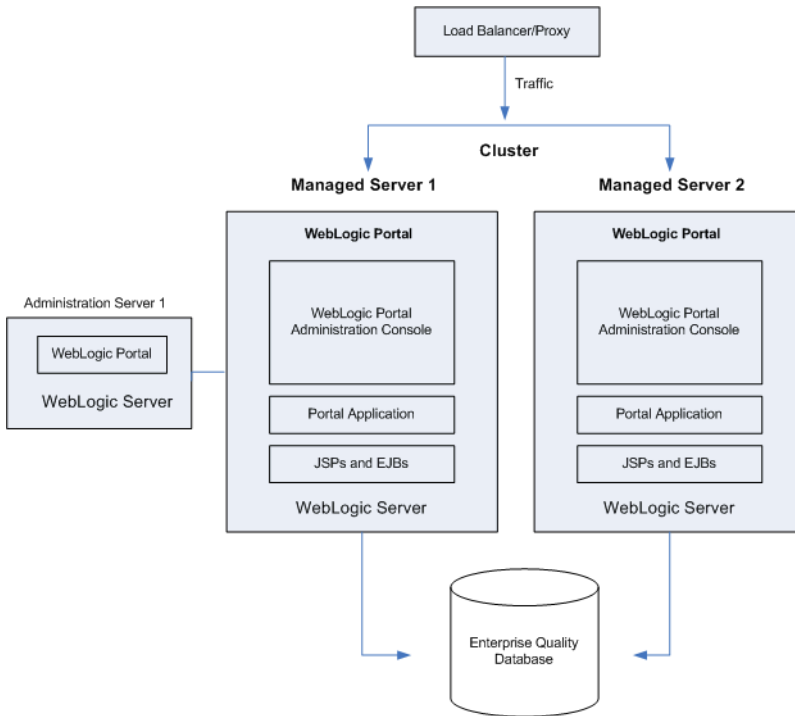 Load Balancer/Proxy
Traffic
Cluster
Managed Server 1
Managed Server 2
WebLogic Portal
WebLogic Portal
Administration Console
Portal Application
JSPs and EJBs
WebLogic Server
WebLogic Portal
WebLogic Portal
Administration Console
Portal Application
JSPs and EJBs
WebLogic Server
Administration Server 1
WebLogic Portal
WebLogic Server
Enterprise Quality
Database